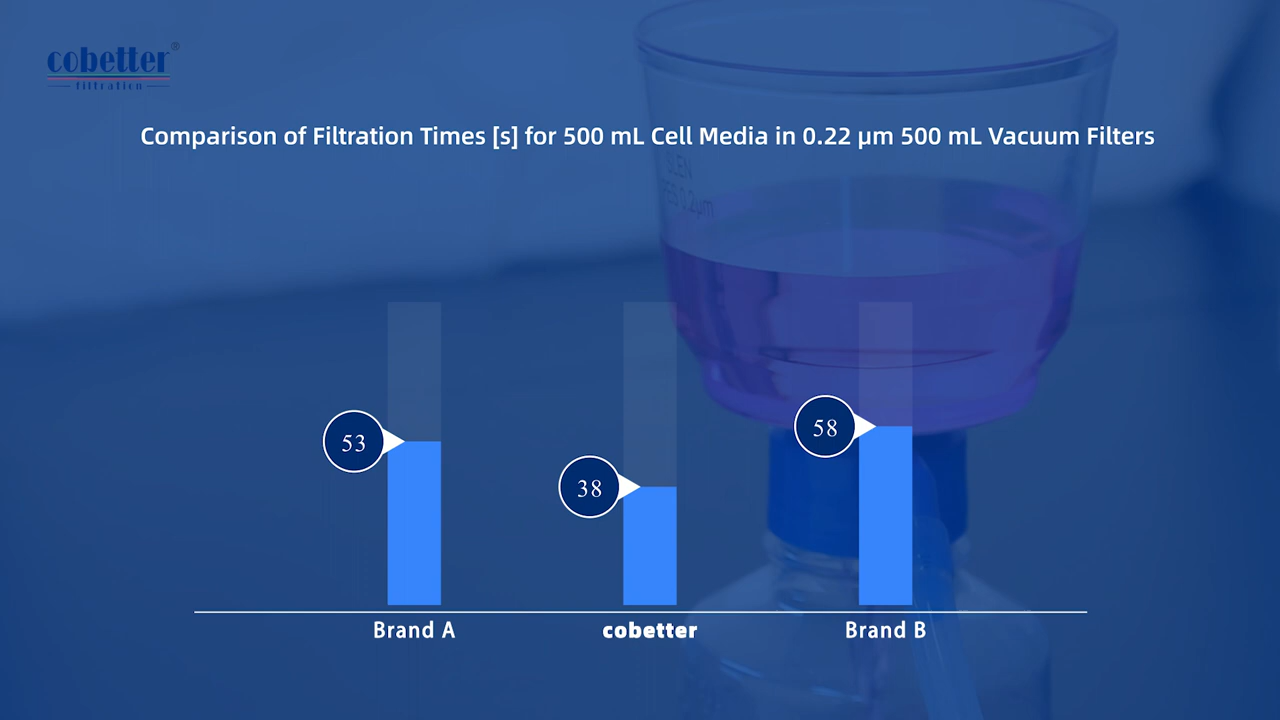 cobetter®
filtration
Comparison of Filtration Times [s] for 500 mL Cell Media in 0.22 μm 500 mL Vacuum Filters
53
38
58
Brand A
cobetter
Brand B